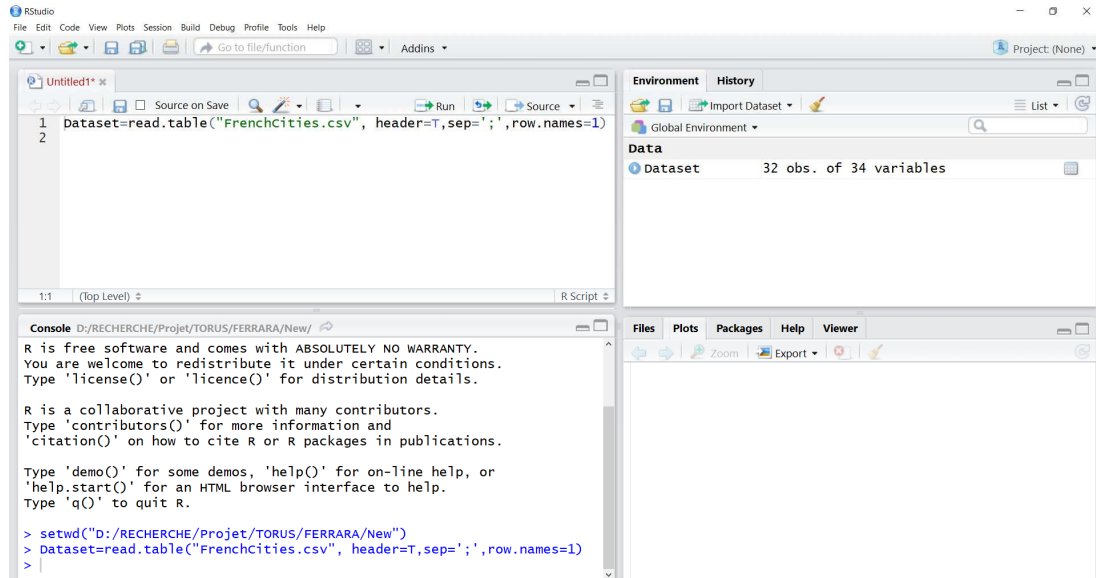 RStudio
File Edit Code View Plots Session Build Debug Profile Tools Help
Go to file/function
Addins
Project: (None)
Untitled1*
Source on Save
Run
Source
1 Dataset=read.table("FrenchCities.csv", header=T,sep=';',row.names=1)
2
1:1 (Top Level)
R Script
Console D:/RECHERCHE/Projet/TORUS/FERRARA/New/
R is free software and comes with ABSOLUTELY NO WARRANTY.
You are welcome to redistribute it under certain conditions.
Type 'license()' or 'licence()' for distribution details.
R is a collaborative project with many contributors.
Type 'contributors()' for more information and
'citation()' on how to cite R or R packages in publications.
Type 'demo()' for some demos, 'help()' for on-line help, or
'help.start()' for an HTML browser interface to help.
Type 'q()' to quit R.
> setwd("D:/RECHERCHE/Projet/TORUS/FERRARA/New")
> Dataset=read.table("FrenchCities.csv", header=T,sep=';',row.names=1)
>
Environment History
Import Dataset
List
Global Environment
Data
Dataset 32 obs. of 34 variables
Files Plots Packages Help Viewer
Zoom Export